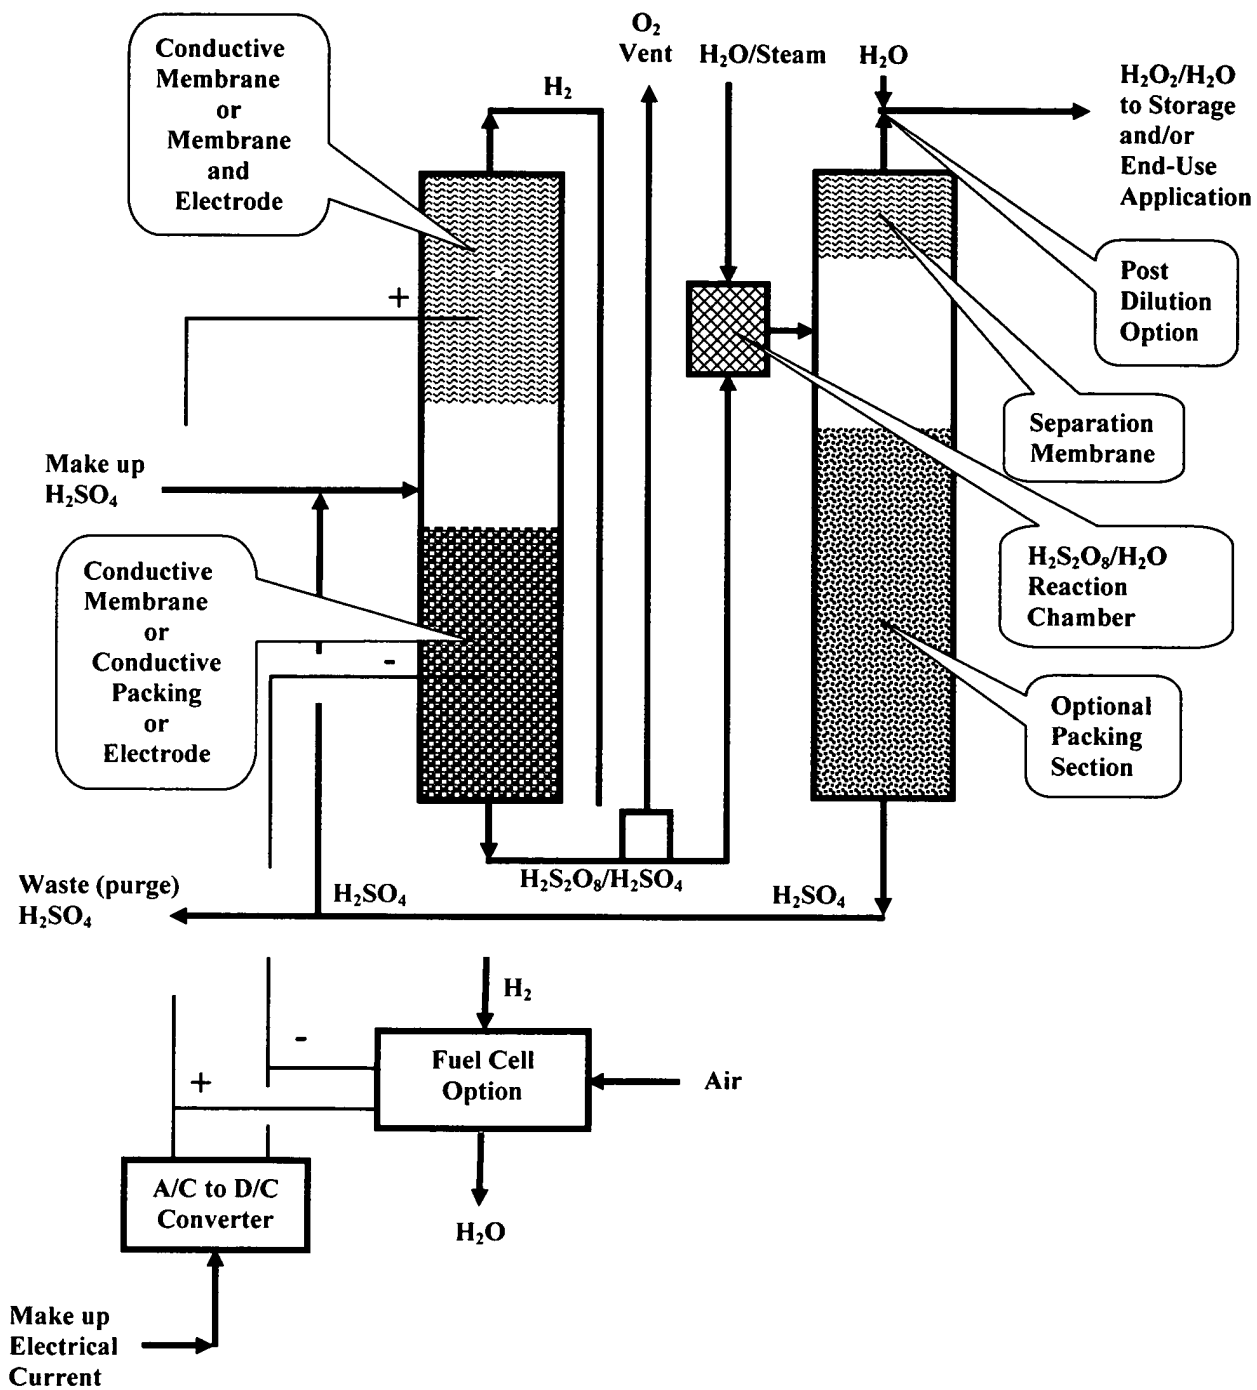 Conductive
Membrane
or
Membrane
and
Electrode
H₂
O₂
Vent
H₂O/Steam
H₂O
H₂O₂/H₂O
to Storage
and/or
End-Use
Application
Post
Dilution
Option
+
Separation
Membrane
Make up
H₂SO₄
Conductive
Membrane
or
Conductive
Packing
or
Electrode
-
H₂S₂O₈/H₂O
Reaction
Chamber
Optional
Packing
Section
H₂S₂O₈/H₂SO₄
Waste (purge)
H₂SO₄
H₂SO₄
H₂SO₄
H₂
-
+
Fuel Cell
Option
Air
A/C to D/C
Converter
H₂O
Make up
Electrical
Current